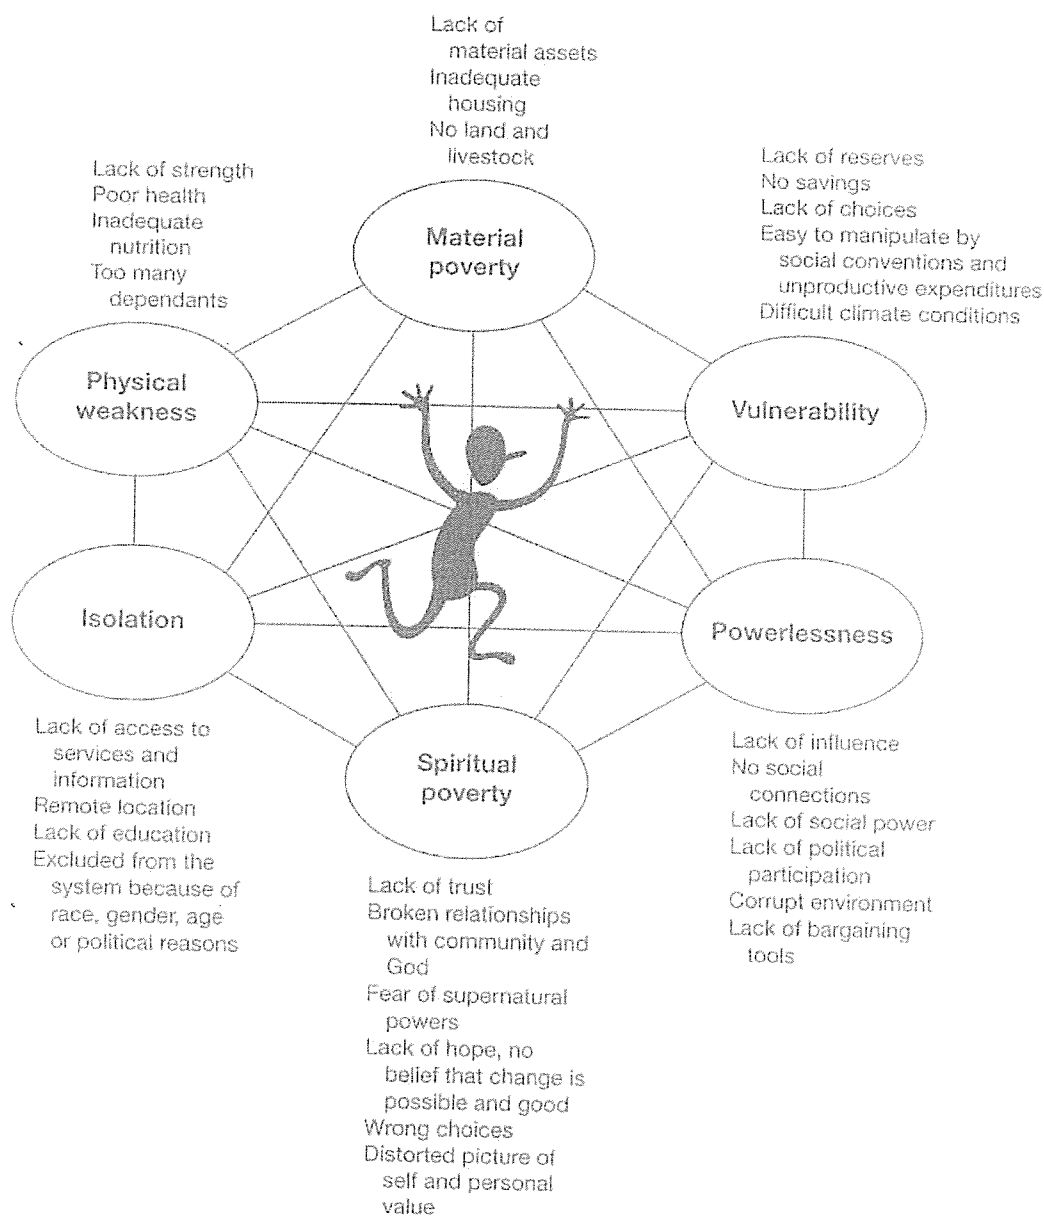 Lack of
material assets
Inadequate
housing
No land and
livestock
Material
poverty
Lack of strength
Poor health
Inadequate
nutrition
Too many
dependants
Physical
weakness
Lack of reserves
No savings
Lack of choices
Easy to manipulate by
social conventions and
unproductive expenditures
Difficult climate conditions
Vulnerability
Isolation
Lack of access to
services and
information
Remote location
Lack of education
Excluded from the
system because of
race, gender, age
or political reasons
Powerlessness
Lack of influence
No social
connections
Lack of social power
Lack of political
participation
Corrupt environment
Lack of bargaining
tools
Spiritual
poverty
Lack of trust
Broken relationships
with community and
God
Fear of supernatural
powers
Lack of hope, no
belief that change is
possible and good
Wrong choices
Distorted picture of
self and personal
value